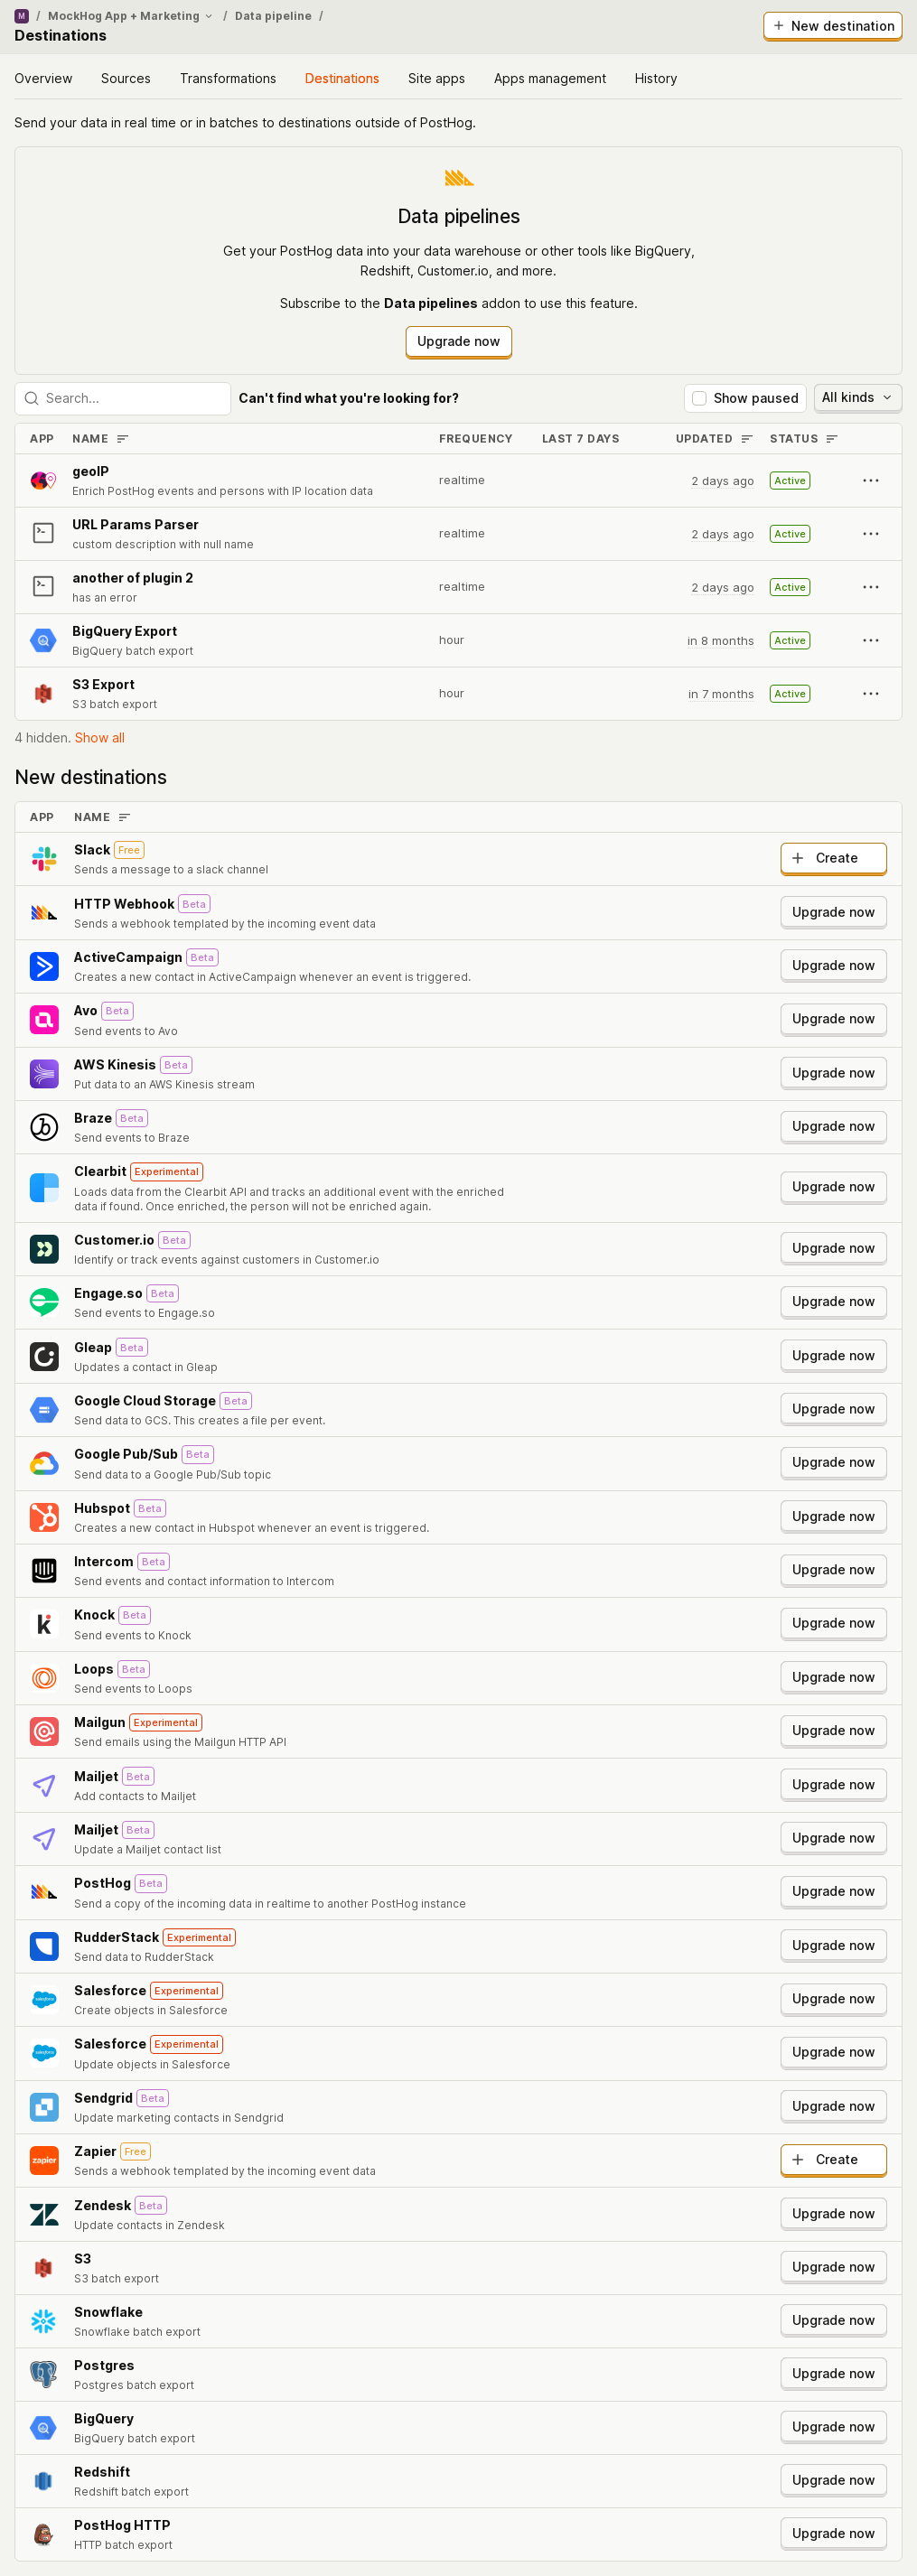 M / MockHog App + Marketing / Data pipeline /
Destinations
+ New destination
Overview Sources Transformations Destinations Site apps Apps management History
Send your data in real time or in batches to destinations outside of PostHog.
Data pipelines
Get your PostHog data into your data warehouse or other tools like BigQuery,
Redshift, Customer.io, and more.
Subscribe to the Data pipelines addon to use this feature.
Upgrade now
Search... Can't find what you're looking for? Show paused All kinds
APP NAME FREQUENCY LAST 7 DAYS UPDATED STATUS
geoIP
Enrich PostHog events and persons with IP location data
realtime 2 days ago Active
URL Params Parser
custom description with null name
realtime 2 days ago Active
another of plugin 2
has an error
realtime 2 days ago Active
BigQuery Export
BigQuery batch export
hour in 8 months Active
S3 Export
S3 batch export
hour in 7 months Active
4 hidden. Show all
New destinations
APP NAME
Slack Free
Sends a message to a slack channel
+ Create
HTTP Webhook Beta
Sends a webhook templated by the incoming event data
Upgrade now
ActiveCampaign Beta
Creates a new contact in ActiveCampaign whenever an event is triggered.
Upgrade now
Avo Beta
Send events to Avo
Upgrade now
AWS Kinesis Beta
Put data to an AWS Kinesis stream
Upgrade now
Braze Beta
Send events to Braze
Upgrade now
Clearbit Experimental
Loads data from the Clearbit API and tracks an additional event with the enriched
data if found. Once enriched, the person will not be enriched again.
Upgrade now
Customer.io Beta
Identify or track events against customers in Customer.io
Upgrade now
Engage.so Beta
Send events to Engage.so
Upgrade now
Gleap Beta
Updates a contact in Gleap
Upgrade now
Google Cloud Storage Beta
Send data to GCS. This creates a file per event.
Upgrade now
Google Pub/Sub Beta
Send data to a Google Pub/Sub topic
Upgrade now
Hubspot Beta
Creates a new contact in Hubspot whenever an event is triggered.
Upgrade now
Intercom Beta
Send events and contact information to Intercom
Upgrade now
Knock Beta
Send events to Knock
Upgrade now
Loops Beta
Send events to Loops
Upgrade now
Mailgun Experimental
Send emails using the Mailgun HTTP API
Upgrade now
Mailjet Beta
Add contacts to Mailjet
Upgrade now
Mailjet Beta
Update a Mailjet contact list
Upgrade now
PostHog Beta
Send a copy of the incoming data in realtime to another PostHog instance
Upgrade now
RudderStack Experimental
Send data to RudderStack
Upgrade now
Salesforce Experimental
Create objects in Salesforce
Upgrade now
Salesforce Experimental
Update objects in Salesforce
Upgrade now
Sendgrid Beta
Update marketing contacts in Sendgrid
Upgrade now
zapier
Zapier Free
Sends a webhook templated by the incoming event data
+ Create
Zendesk Beta
Update contacts in Zendesk
Upgrade now
S3
S3 batch export
Upgrade now
Snowflake
Snowflake batch export
Upgrade now
Postgres
Postgres batch export
Upgrade now
BigQuery
BigQuery batch export
Upgrade now
Redshift
Redshift batch export
Upgrade now
PostHog HTTP
HTTP batch export
Upgrade now